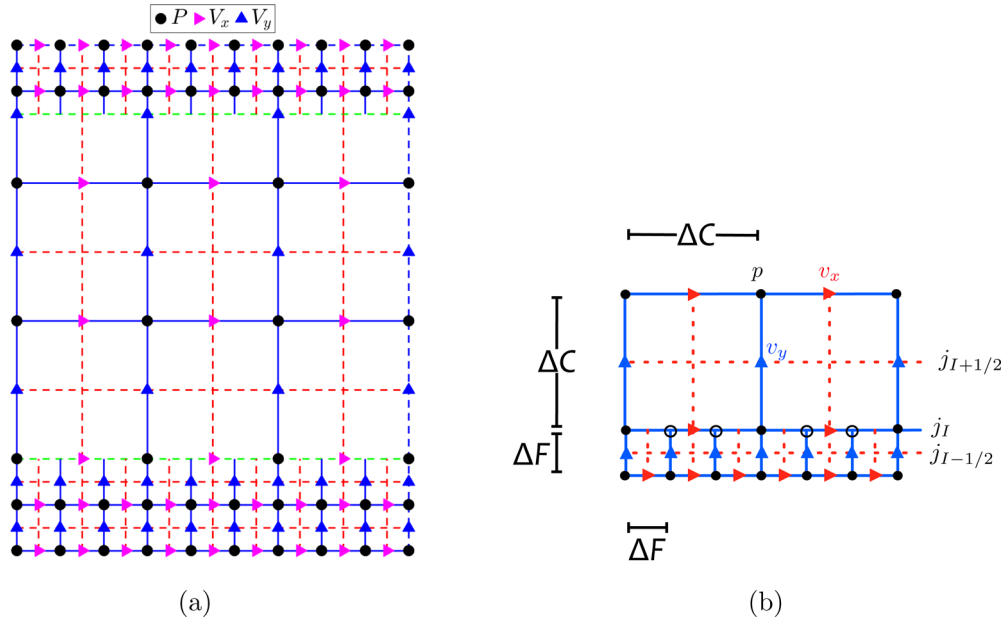 P V_x V_y
ΔC
p v_x
ΔC
v_y
j_{I+1/2}
j_I
ΔF
j_{I-1/2}
ΔF
(a) (b)